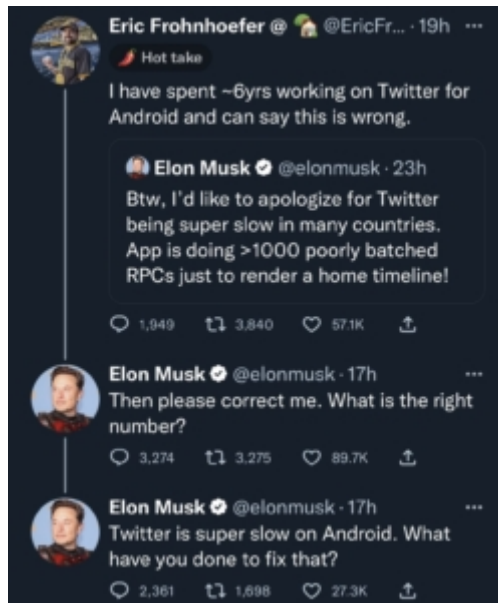 Eric Frohnhoefer @ 🏡 @EricFr... · 19h
🌶️ Hot take
I have spent ~6yrs working on Twitter for
Android and can say this is wrong.
Elon Musk @elonmusk · 23h
Btw, I'd like to apologize for Twitter
being super slow in many countries.
App is doing >1000 poorly batched
RPCs just to render a home timeline!
1,949 3,840 57.1K
Elon Musk @elonmusk · 17h
Then please correct me. What is the right
number?
3,274 3,275 89.7K
Elon Musk @elonmusk · 17h
Twitter is super slow on Android. What
have you done to fix that?
2,361 1,698 27.3K